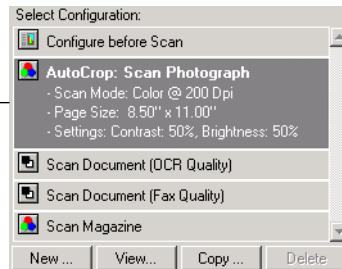 Select Configuration:
Configure before Scan
AutoCrop: Scan Photograph
- Scan Mode: Color @ 200 Dpi
- Page Size: 8.50" x 11.00"
- Settings: Contrast: 50%, Brightness: 50%
Scan Document (OCR Quality)
Scan Document (Fax Quality)
Scan Magazine
New ... View... Copy ... Delete